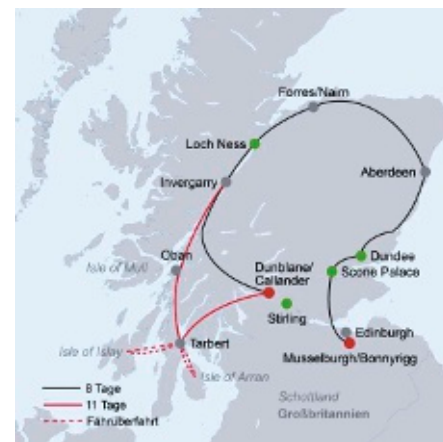 Forres/Nairn
Loch Ness
Aberdeen
Invergarry
Oban
Isle of Mull
Dundee
Scone Palace
Dunblane/
Callander
Stirling
Edinburgh
Musselburgh/Bonnyrigg
Isle of Islay
Tarbert
Isle of Arran
8 Tage
11 Tage
Fährüberfahrt
Schottland
Großbritannien